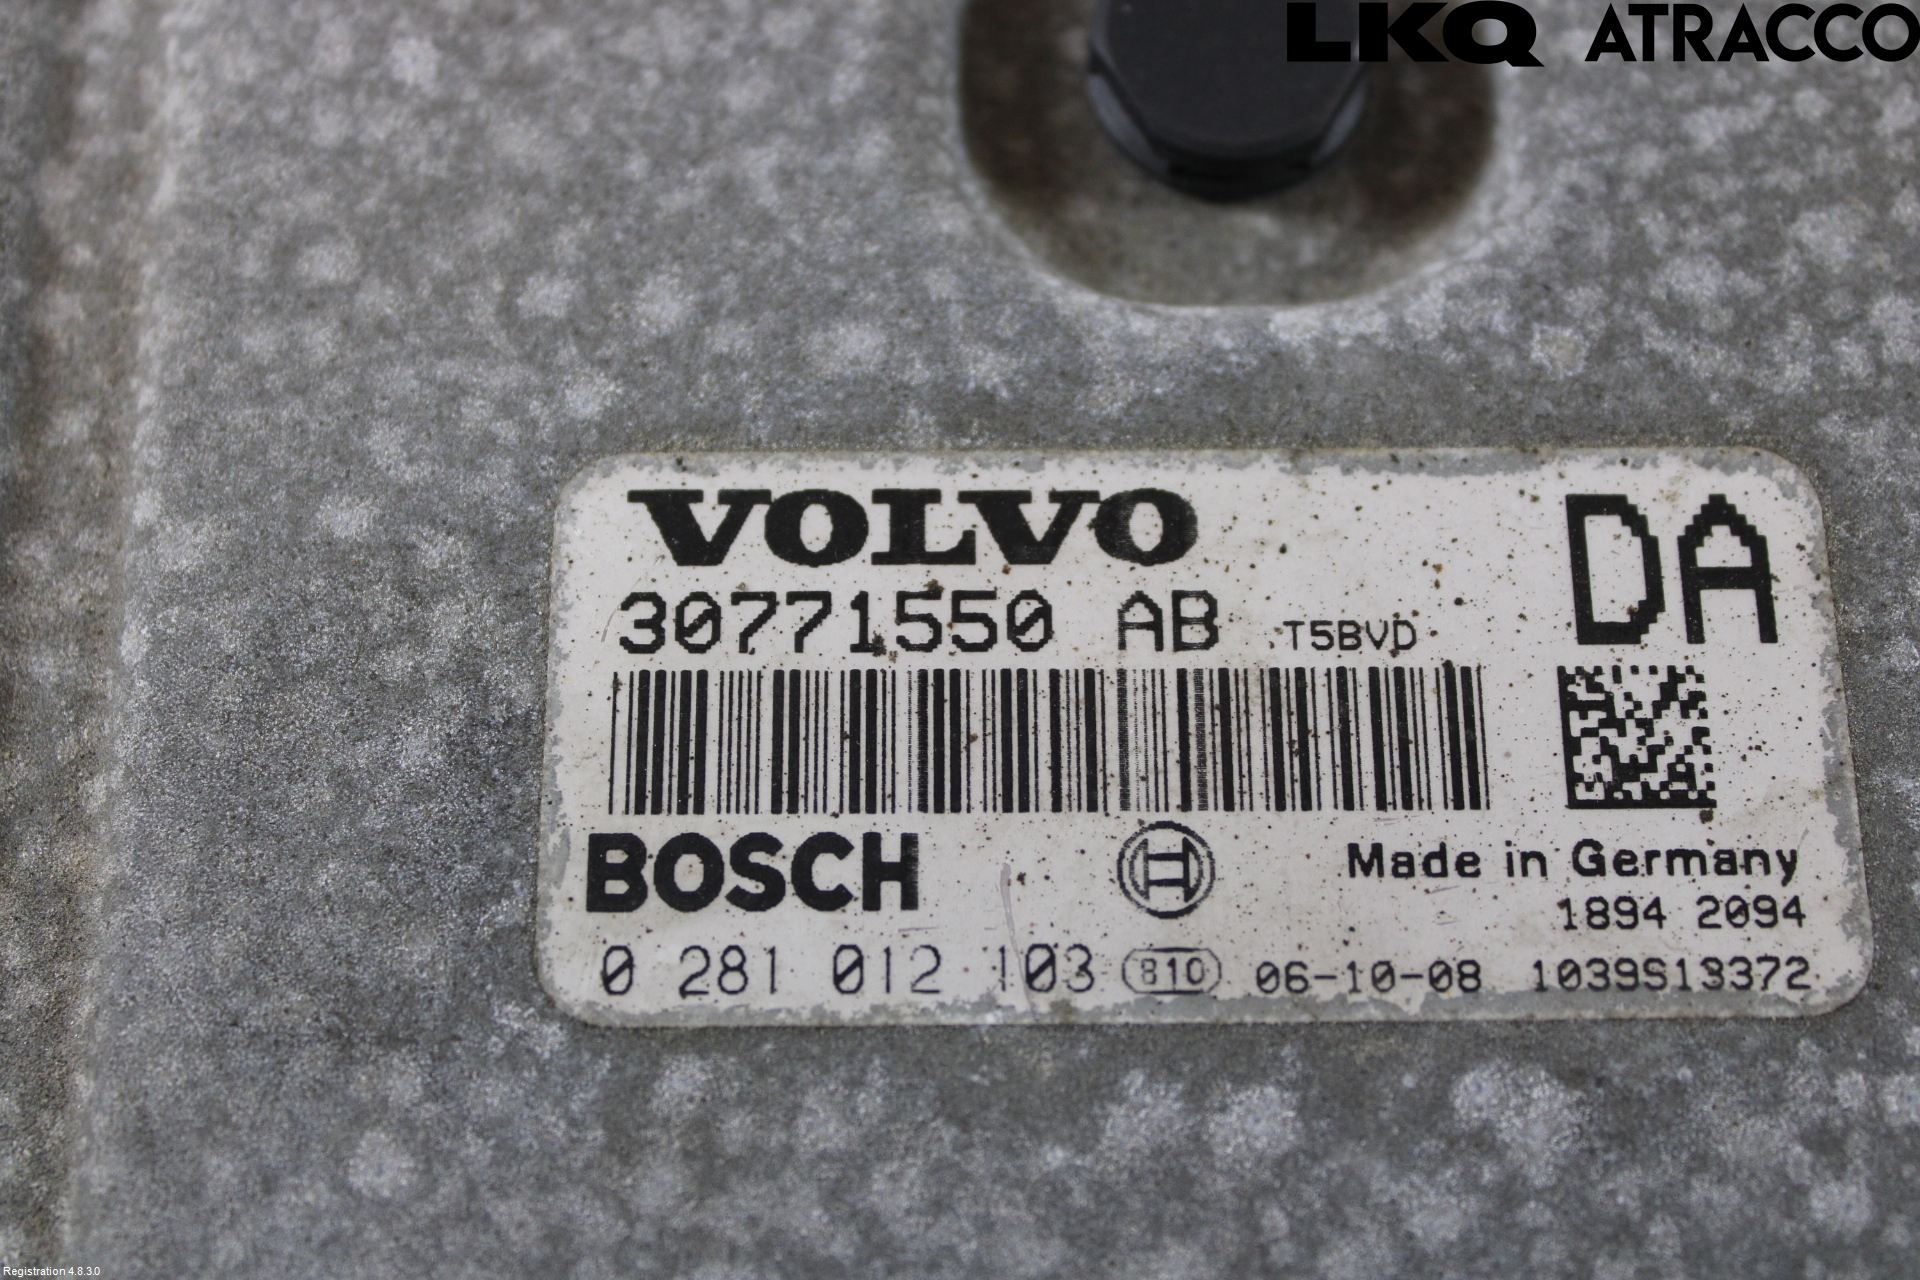 LKQ ATRACCO
VOLVO
DA
30771550 AB T5BVD
BOSCH
Made in Germany
1894 2094
0 281 012 103 810 06-10-08 1039S13372
Registration 4.8.3.0